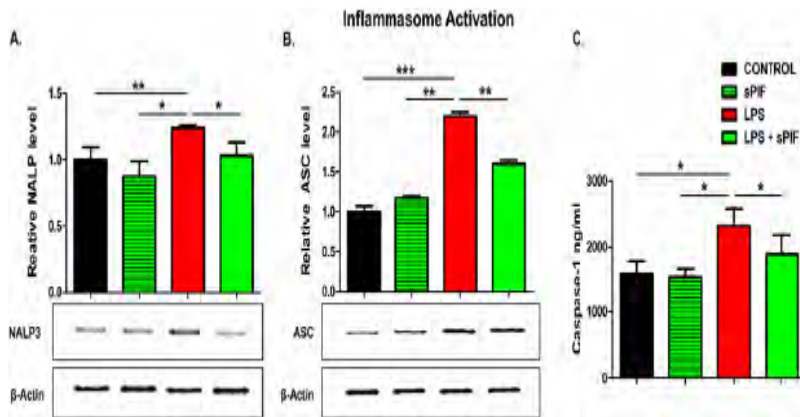 Inflammasome Activation
A.
Reative NALP level
1.5
1.0
0.5
0.0
**
*
*
NALP3
β-Actin
B.
Relative ASC level
2.5
2.0
1.5
1.0
0.5
0.0
***
**
**
ASC
β-Actin
C.
CONTROL
sPIF
LPS
LPS + sPIF
Caspase-1 ng/ml
3000
2000
1000
0
*
*
*